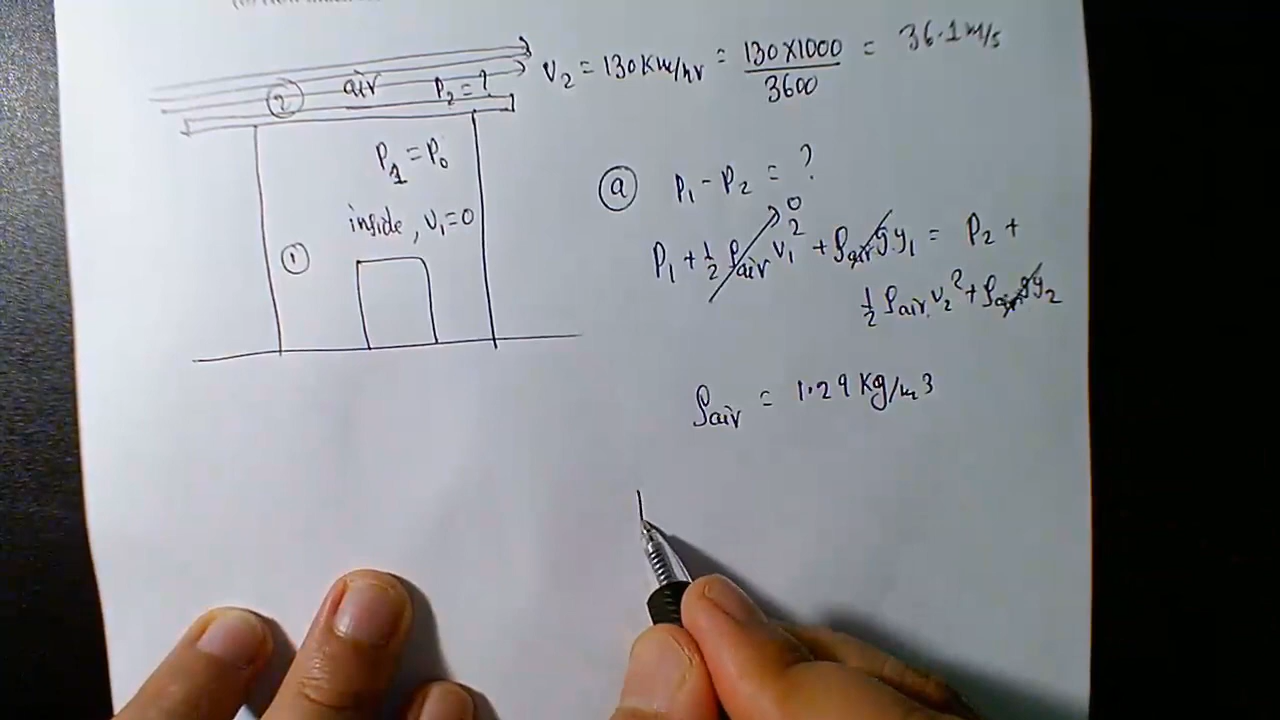 ② air P₂ = ?
V₂ = 130 Km/hr = 130 X 1000 / 3600 = 36.1 m/s
P₁ = P₀
inside, V₁ = 0
①
ⓐ P₁ - P₂ = ?
0
P₁ + ½ ρair V₁² + ρair g y₁ = P₂ +
½ ρair V₂² + ρair g y₂
ρair = 1.29 Kg/m3